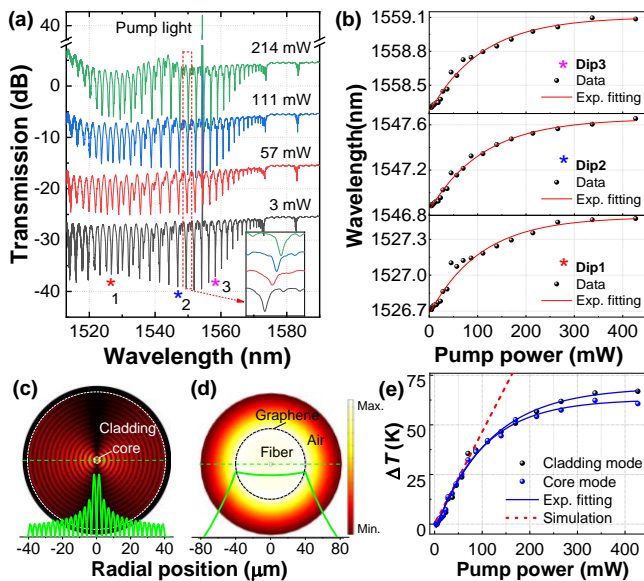 (a)
Pump light
40
0
-10
-20
-30
-40
Transmission (dB)
214 mW
111 mW
57 mW
3 mW
* 1
* 2
* 3
1520 1540 1560 1580
Wavelength (nm)
(b)
1559.1
1558.8
1558.5
* Dip3
Data
Exp. fitting
1547.6
1547.2
1546.8
* Dip2
Data
Exp. fitting
1527.3
1527.0
1526.7
* Dip1
Data
Exp. fitting
Wavelength(nm)
0 100 200 300 400
Pump power (mW)
(c)
Cladding
core
-40 -20 0 20 40
(d)
Graphene
Air
Fiber
Max.
Min.
-80 -40 0 40 80
Radial position (μm)
(e)
75
50
25
0
ΔT (K)
Cladding mode
Core mode
Exp. fitting
Simulation
0 100 200 300 400
Pump power (mW)